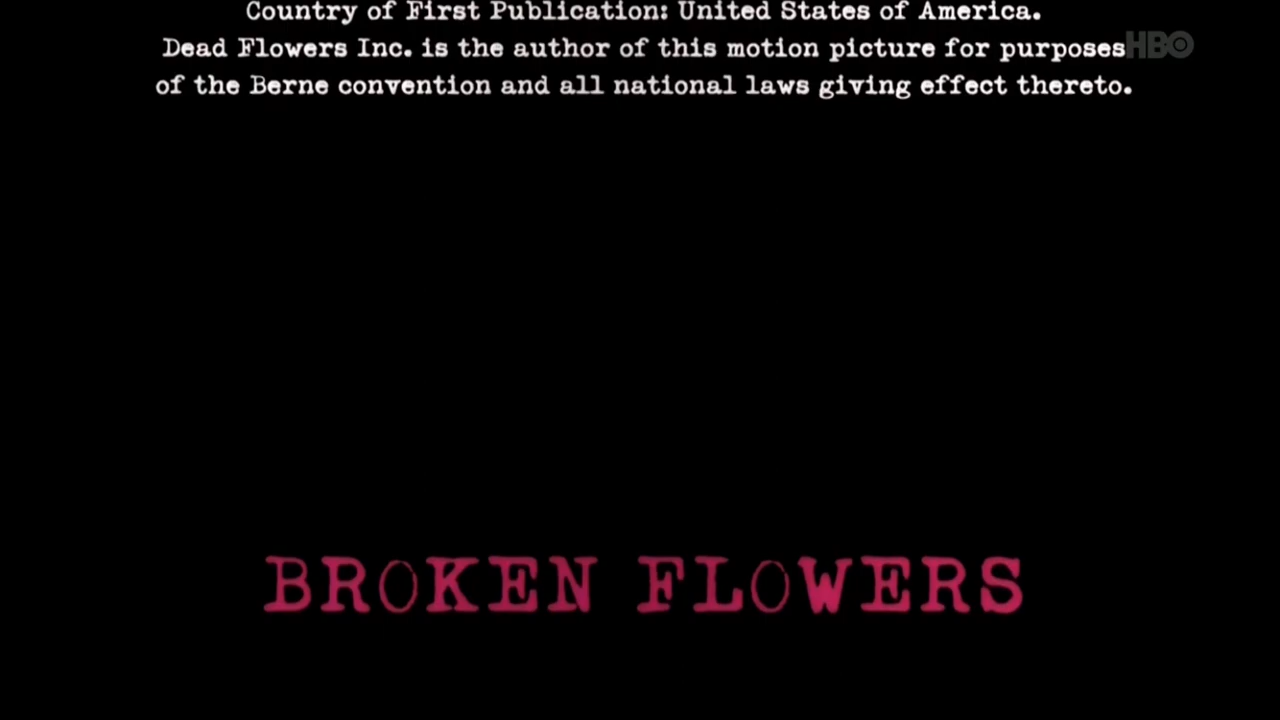 Country of First Publication: United States of America.
Dead Flowers Inc. is the author of this motion picture for purposes
HBO
of the Berne convention and all national laws giving effect thereto.
BROKEN FLOWERS